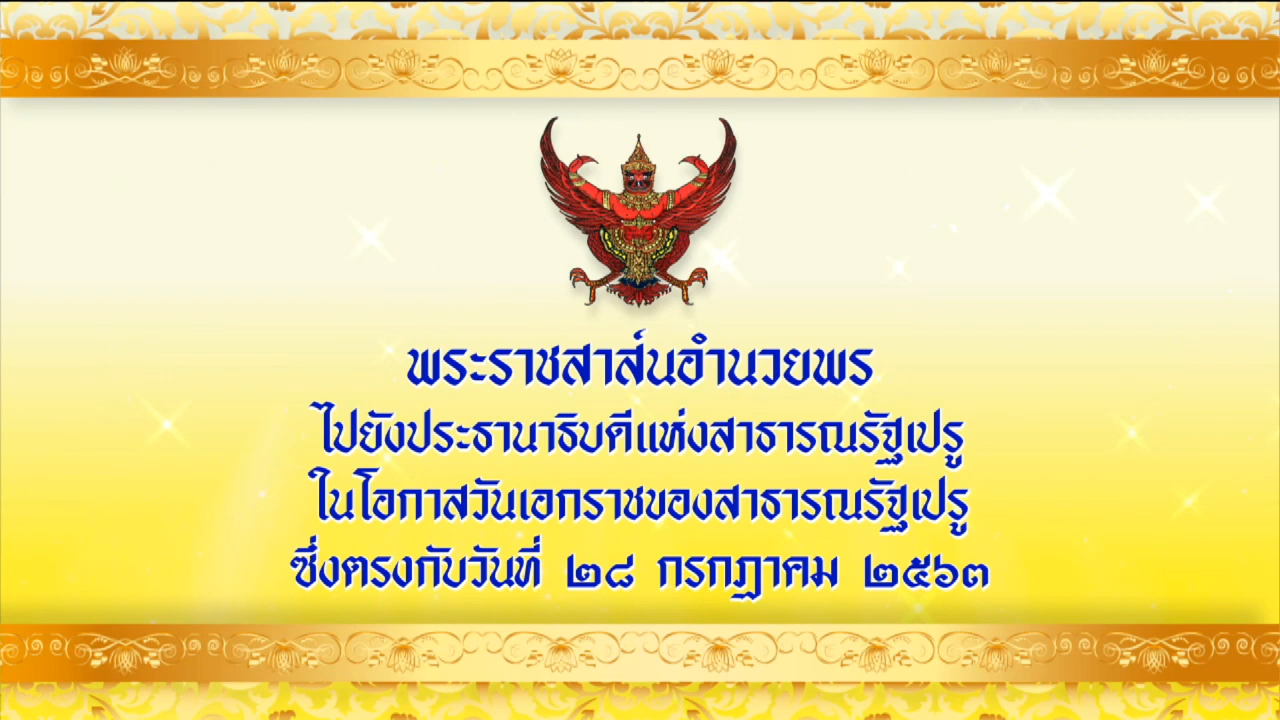 พระราชสาส์นอำนวยพร
ไปยังประธานาธิบดีแห่งสาธารณรัฐเปรู
ในโอกาสวันเอกราชของสาธารณรัฐเปรู
ซึ่งตรงกับวันที่ ๒๘ กรกฎาคม ๒๕๖๓